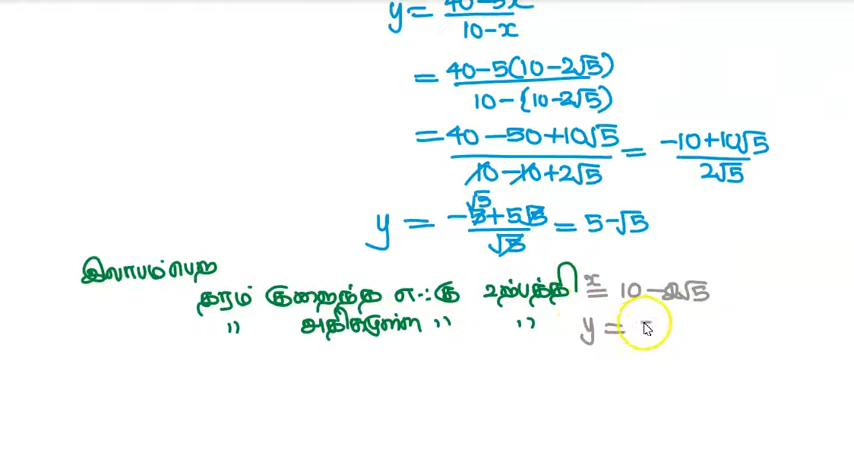 y = 40-5x / 10-x
= 40-5(10-2√5) / 10-(10-2√5)
= 40-50+10√5 / 10-10+2√5 = -10+10√5 / 2√5
y = -5+5√5 / √5 = 5-√5
இலாபம்பெற
தரம் குறைந்த எஃகு உற்பத்தி x = 10-2√5
" அதிகமுள்ள " " y =